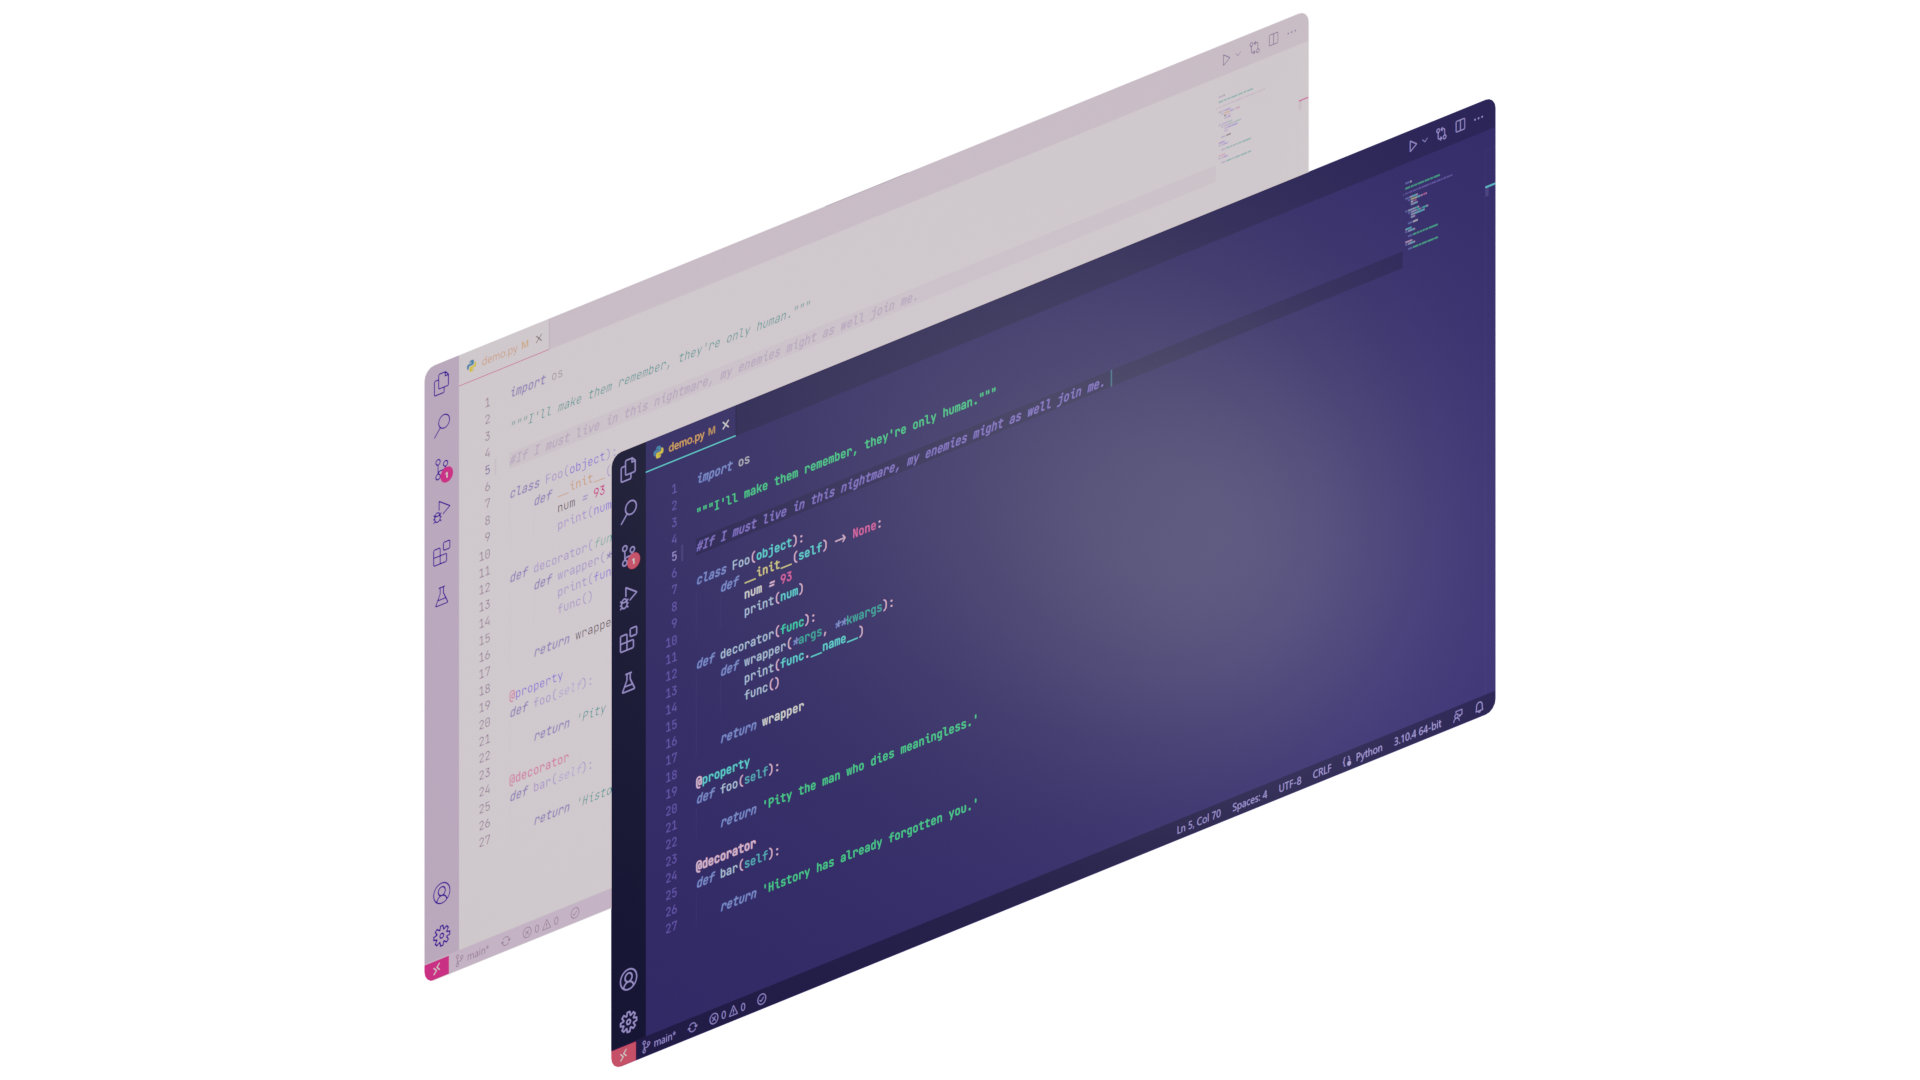 demo.py M
1 import os
2
3 """I'll make them remember, they're only human."""
4
5 #If I must live in this nightmare, my enemies might as well join me.
6
7 class Foo(object):
8 def __init__(
9 num = 93
10 print(num
11
12 def decorator(fun
13 def wrapper(*
14 print(fun
15 func()
16
17 return wrappe
18
19 @property
20 def foo(self):
21
22 return 'Pity
23
24 @decorator
25 def bar(self):
26
27 return 'Histo
1
main* 0 0
demo.py M
1 import os
2
3 """I'll make them remember, they're only human."""
4
5 #If I must live in this nightmare, my enemies might as well join me.
6
7 class Foo(object):
8 def __init__(self) → None:
9 num = 93
10 print(num)
11
12 def decorator(func):
13 def wrapper(*args, **kwargs):
14 print(func.__name__)
15 func()
16
17 return wrapper
18
19 @property
20 def foo(self):
21
22 return 'Pity the man who dies meaningless.'
23
24 @decorator
25 def bar(self):
26
27 return 'History has already forgotten you.'
1
main* 0 0 Ln 5, Col 70 Spaces: 4 UTF-8 CRLF Python 3.10.4 64-bit